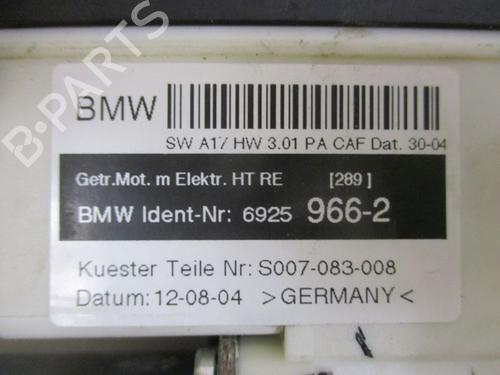 B-PARTS
BMW
SW A17 HW 3.01 PA CAF Dat. 30-04
Getr.Mot. m Elektr. HT RE [289]
BMW Ident-Nr: 6925 966-2
Kuester Teile Nr: S007-083-008
Datum: 12-08-04 >GERMANY<